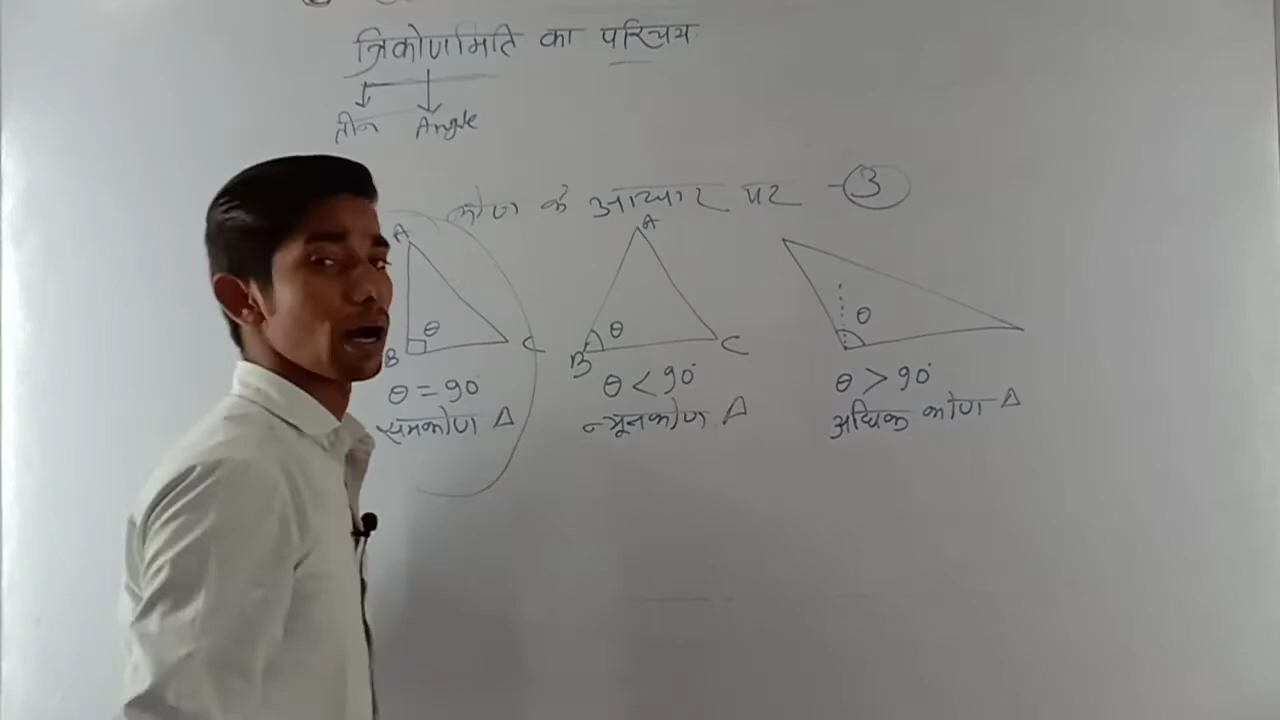 त्रिकोणमिति का परिचय
तीन Angle
कोण के आधार पर - 3
A
A
θ
θ
θ
B
C
B
C
θ = 90°
θ < 90°
θ > 90°
समकोण Δ
न्यूनकोण Δ
अधिक कोण Δ